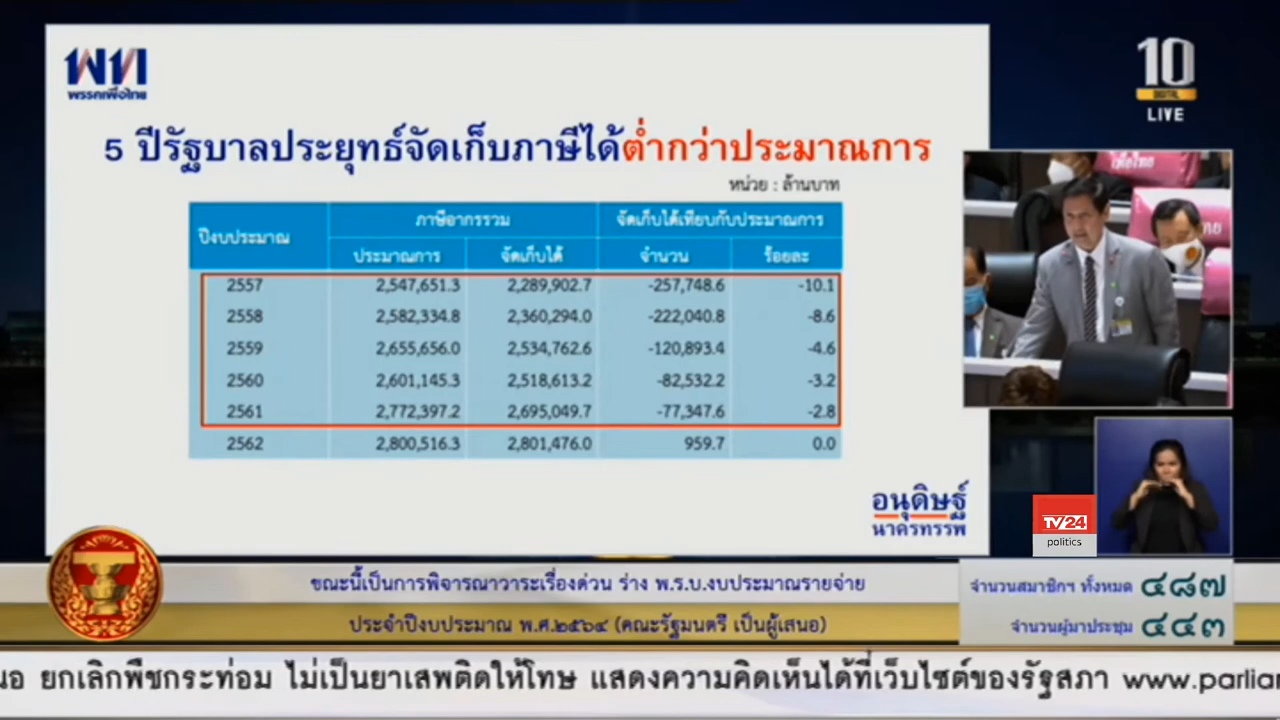 พท
พรรคเพื่อไทย
10
DIGITAL
LIVE
5 ปีรัฐบาลประยุทธ์จัดเก็บภาษีได้ต่ำกว่าประมาณการ
หน่วย : ล้านบาท
ปีงบประมาณ ภาษีอากรรวม จัดเก็บได้เทียบกับประมาณการ
ประมาณการ จัดเก็บได้ จำนวน ร้อยละ
2557 2,547,651.3 2,289,902.7 -257,748.6 -10.1
2558 2,582,334.8 2,360,294.0 -222,040.8 -8.6
2559 2,655,656.0 2,534,762.6 -120,893.4 -4.6
2560 2,601,145.3 2,518,613.2 -82,532.2 -3.2
2561 2,772,397.2 2,695,049.7 -77,347.6 -2.8
2562 2,800,516.3 2,801,476.0 959.7 0.0
เพื่อไทย
อนุดิษฐ์
นาครทรรพ
TV24
politics
ขณะนี้เป็นการพิจารณาวาระเรื่องด่วน ร่าง พ.ร.บ.งบประมาณรายจ่าย
ประจำปีงบประมาณ พ.ศ.๒๕๖๔ (คณะรัฐมนตรี เป็นผู้เสนอ)
จำนวนสมาชิกฯ ทั้งหมด ๔๘๗
จำนวนผู้มาประชุม ๔๔๓
นอ ยกเลิกพืชกระท่อม ไม่เป็นยาเสพติดให้โทษ แสดงความคิดเห็นได้ที่เว็บไซต์ของรัฐสภา www.parlia